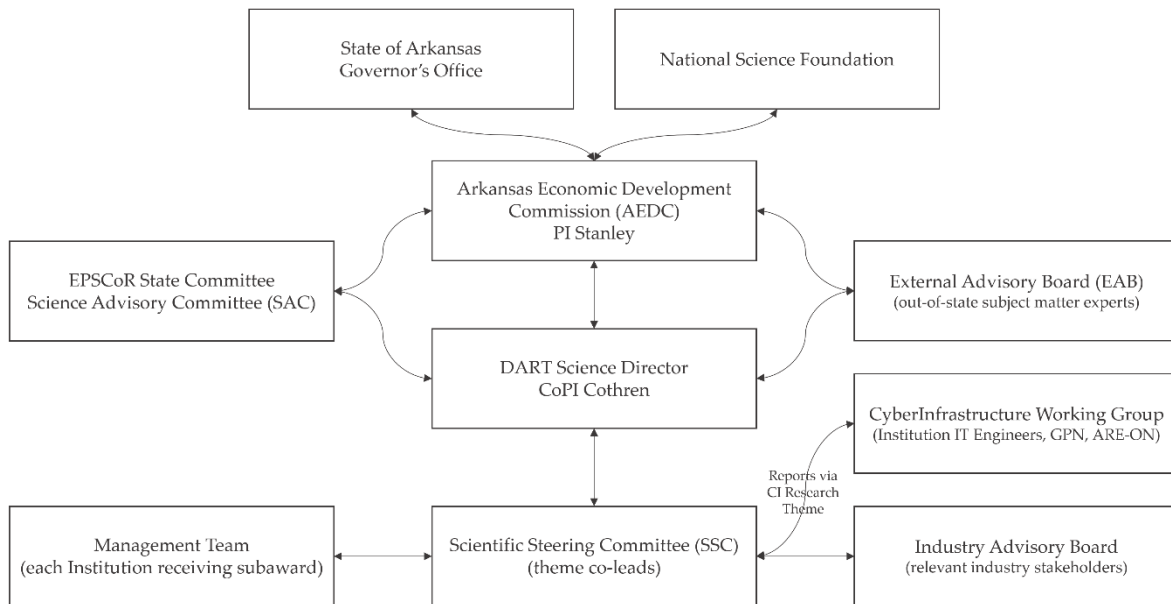 State of Arkansas
Governor's Office
National Science Foundation
Arkansas Economic Development
Commission (AEDC)
PI Stanley
EPSCoR State Committee
Science Advisory Committee (SAC)
External Advisory Board (EAB)
(out-of-state subject matter experts)
DART Science Director
CoPI Cothren
CyberInfrastructure Working Group
(Institution IT Engineers, GPN, ARE-ON)
Reports via
CI Research
Theme
Management Team
(each Institution receiving subaward)
Scientific Steering Committee (SSC)
(theme co-leads)
Industry Advisory Board
(relevant industry stakeholders)